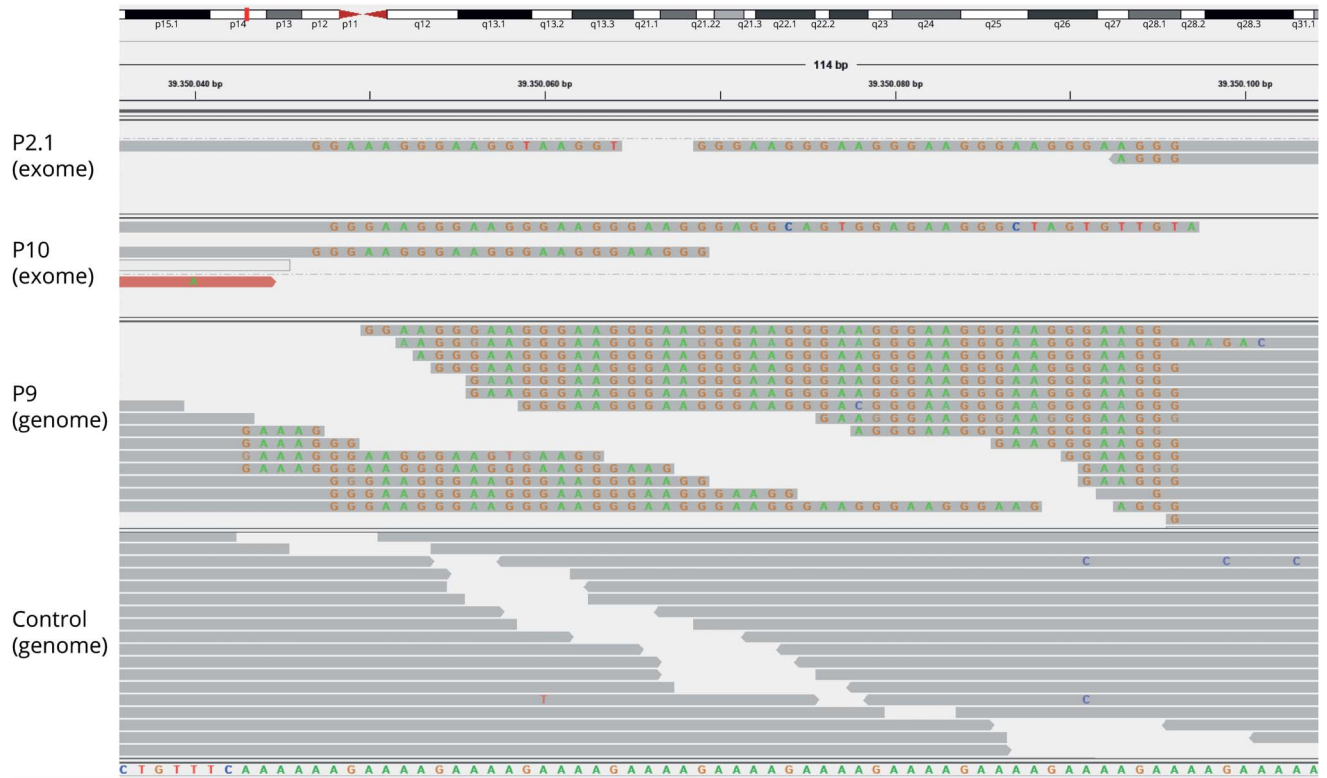 p15.1 p14 p13 p12 p11 q12 q13.1 q13.2 q13.3 q21.1 q21.22 q21.3 q22.1 q22.2 q23 q24 q25 q26 q27 q28.1 q28.2 q28.3 q31.1
114 bp
39.350.040 bp 39.350.060 bp 39.350.080 bp 39.350.100 bp
P2.1
(exome)
G G A A A G G G A A G G T A A G G T G G G A A G G G A A G G G A A G G G A A G G G A A G G G
A G G G
P10
(exome)
G G G A A G G G A A G G G A A G G G A A G G G A G G C A G T G G A G A A G G G C T A G T G T T G T A
G G G A A G G G A A G G G A A G G G A A G G G
A
P9
(genome)
G G A A G G G A A G G G A A G G G A A G G G A A G G G A A G G G A A G G G A A G G G A A G G
A A G G G A A G G G A A G G G A A G G G A A G G G A A G G G A A G G G A A G G G A A G G G A A G A C
A G G G A A G G G A A G G G A A G G G A A G G G A A G G G A A G G G A A G G G A A G G
G G G A A G G G A A G G G A A G G G A A G G G A A G G G A A G G G A A G G G A A G G G
G A A G G G A A G G G A A G G G A A G G G A A G G G A A G G G A A G G G A A G G
G A A G G G A A G G G A A G G G A A G G G A A G G G A A G G G A A G G G A A G G G
G G G A A G G G A A G G G A A G G G A C G G G A A G G G A A G G G A A G G G
G A A G G G A A G G G A A G G G A A G G G
G A A A G A G G G A A G G G A A G G G A A G G
G A A A G G G G A A G G G A A G G G
G A A A G G G A A G G G A A G T G A A G G G G A A G G G
G A A A G G G A A G G G A A G G G A A G G G A A G G A A G G G
G G G A A G G G A A G G G A A G G G A A G G G A A G G G
G G G A A G G G A A G G G A A G G G A A G G G A A G G G
G G G A A G G G A A G G G A A G G G A A G G G A A G G G A A G G G A A G G G A A G A G G G
G
Control
(genome)
C C C
T C
C T G T T T C A A A A A A G A A A A G A A A A G A A A A G A A A A G A A A A G A A A A G A A A A G A A A A G A A A A G A A A A G A A A A A